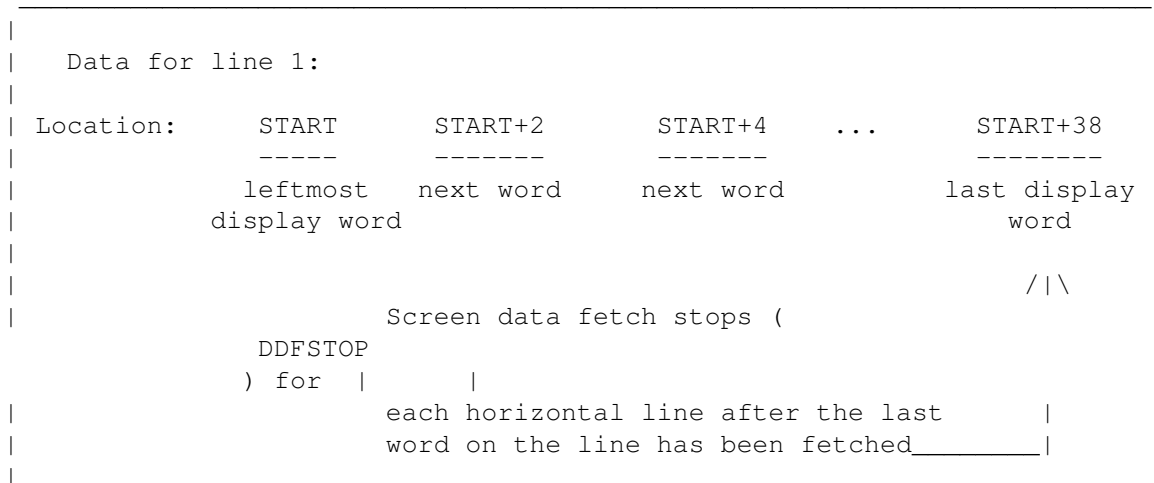 Data for line 1:
Location: START START+2 START+4 ... START+38
----- ------- ------- --------
leftmost next word next word last display
display word word
/|\
Screen data fetch stops (
DDFSTOP
) for | |
each horizontal line after the last |
word on the line has been fetched________|